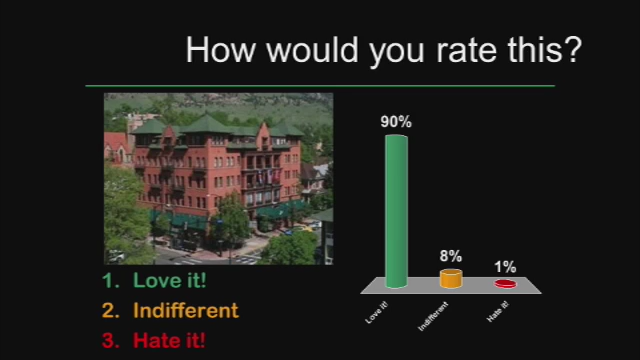 How would you rate this?
90%
8%
1%
Love it!
Indifferent
Hate it!
1. Love it!
2. Indifferent
3. Hate it!